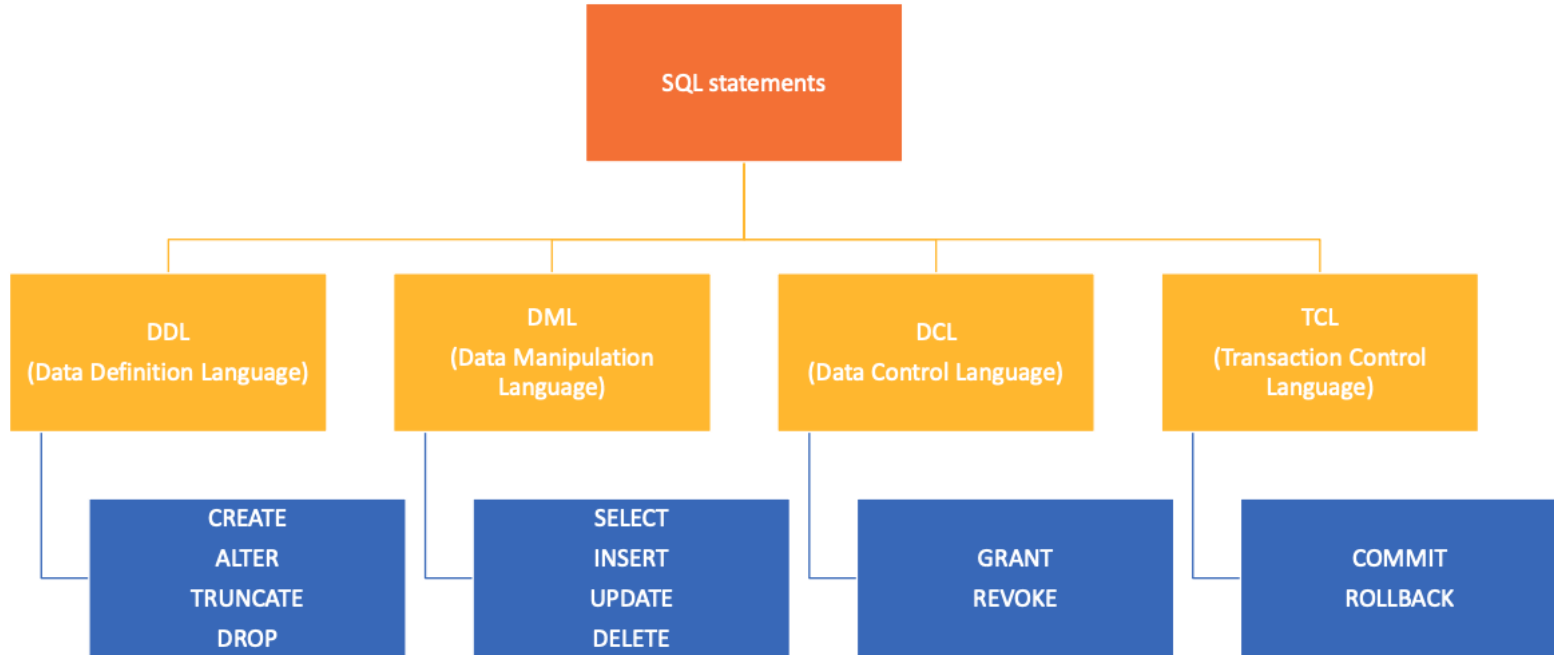 SQL statements
DDL
(Data Definition Language)
DML
(Data Manipulation
Language)
DCL
(Data Control Language)
TCL
(Transaction Control
Language)
CREATE
ALTER
TRUNCATE
DROP
SELECT
INSERT
UPDATE
DELETE
GRANT
REVOKE
COMMIT
ROLLBACK